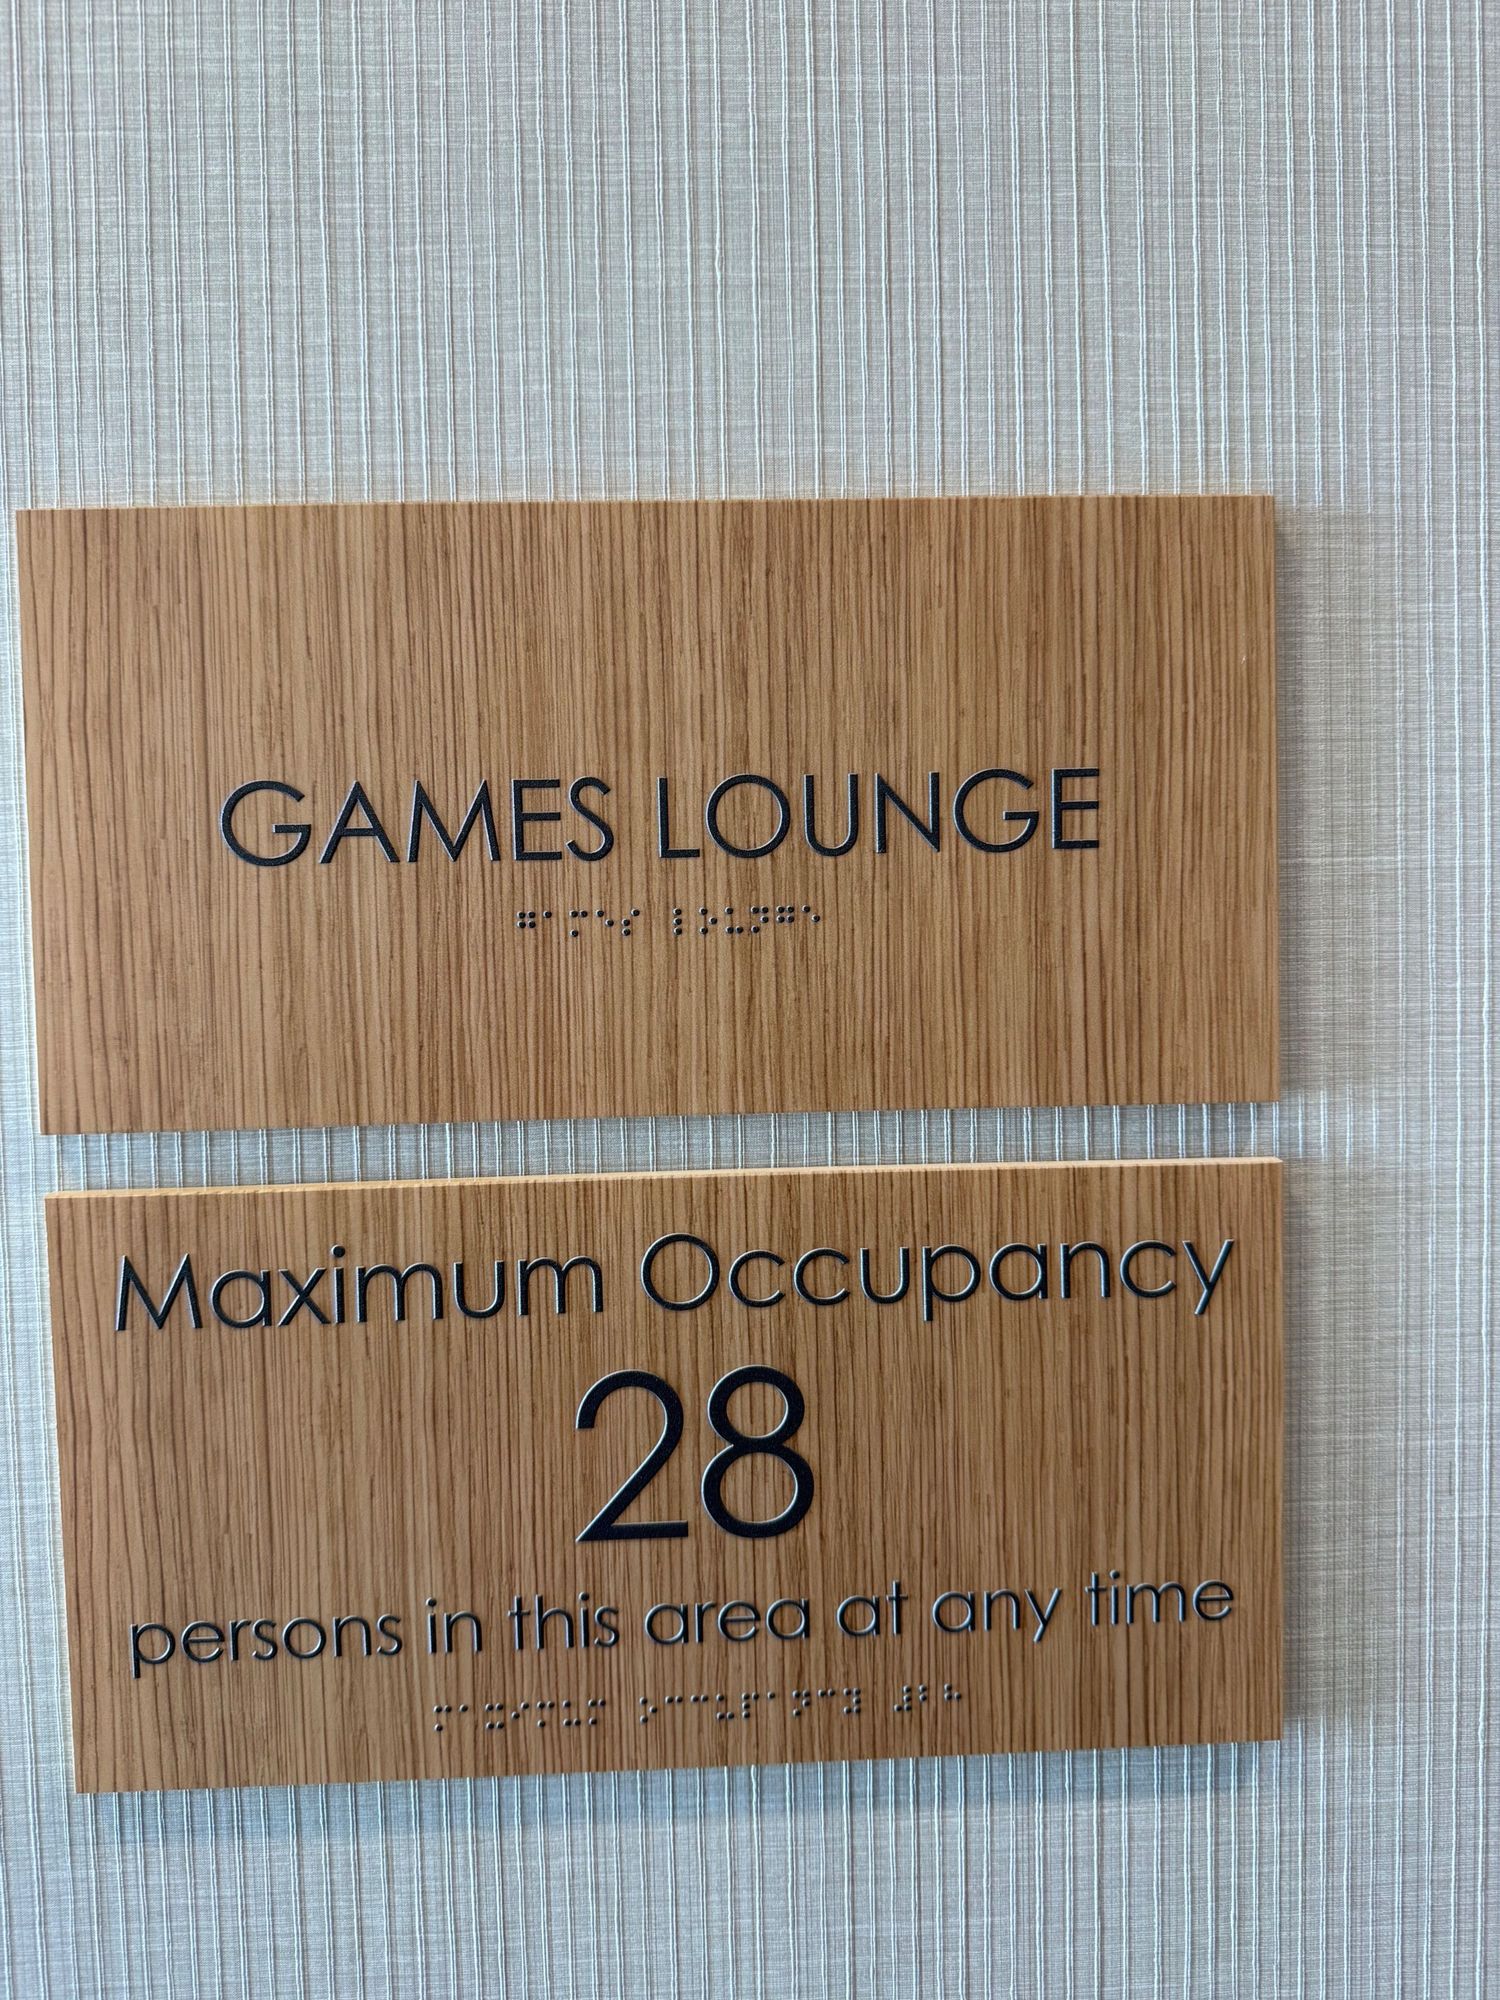 GAMES LOUNGE
⠛⠁⠍⠑⠎ ⠇⠕⠥⠝⠛⠑
Maximum Occupancy
28
persons in this area at any time
⠍⠁⠭⠊⠍⠥⠍ ⠕⠉⠉⠥⠏⠁⠝⠉⠽ ⠼⠃⠓